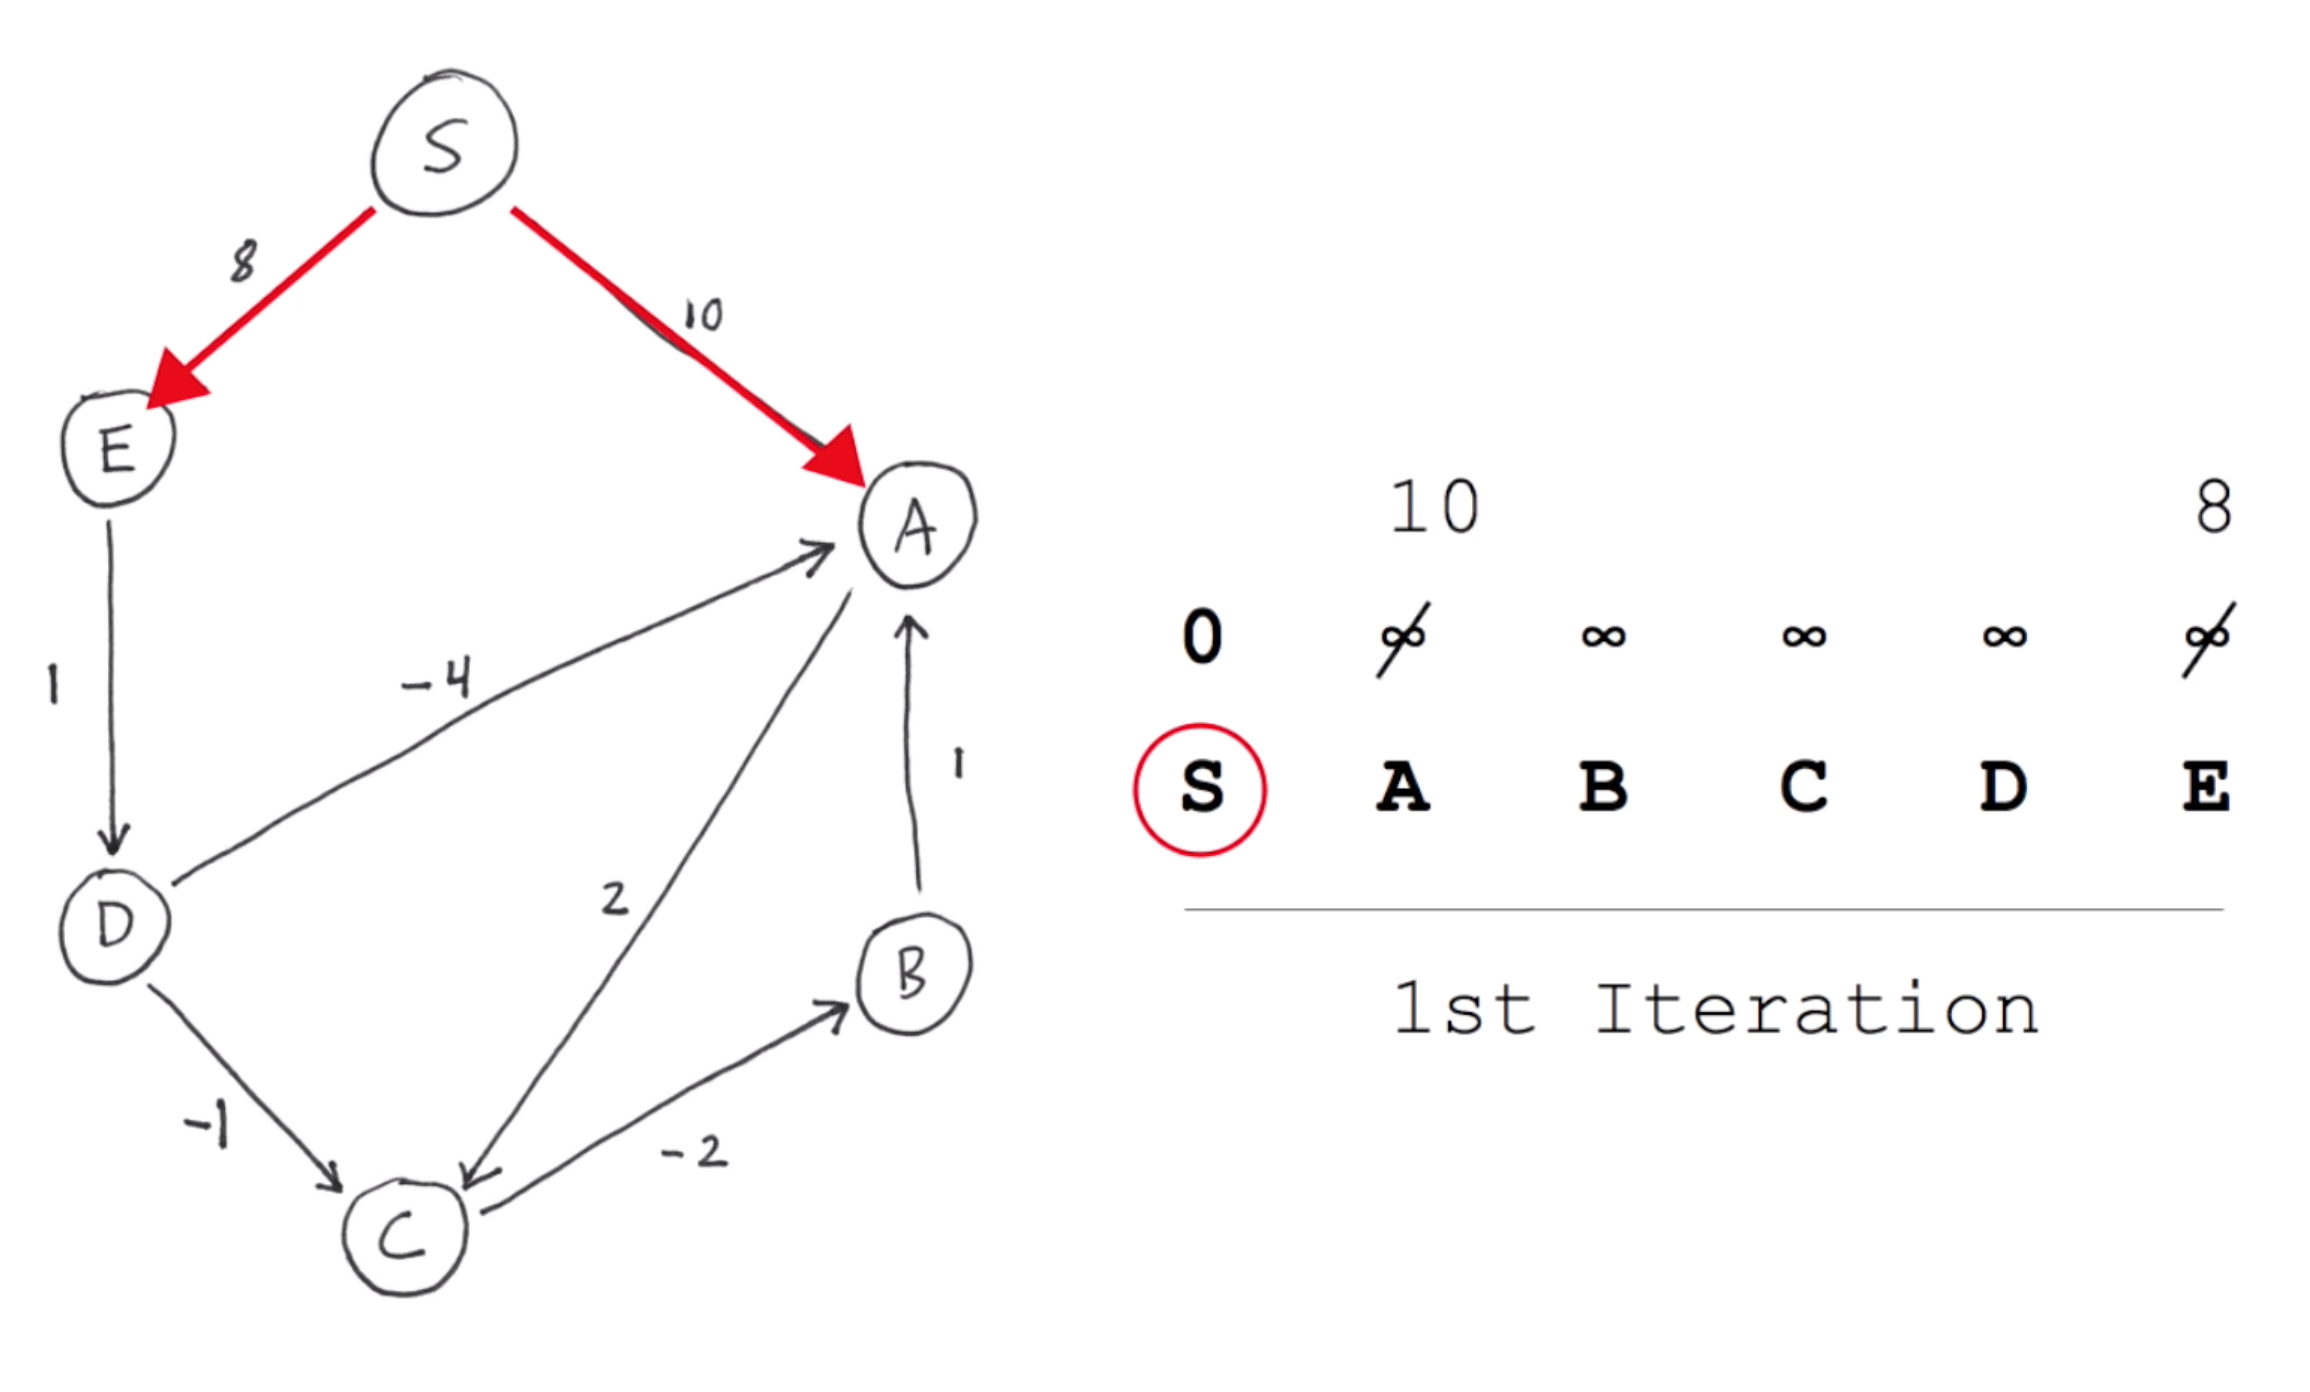 S
8
10
E
A
1
-4
1
2
D
B
-1
-2
C
10 8
0 ∞ ∞ ∞ ∞ ∞
S A B C D E
1st Iteration